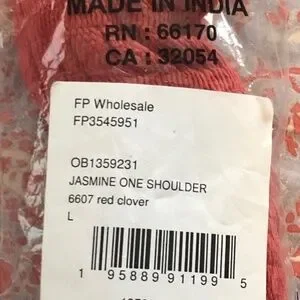 MADE IN INDIA
RN : 66170
CA : 32054
FP Wholesale
FP3545951
OB1359231
JASMINE ONE SHOULDER
6607 red clover
L
1 95889 91199 5